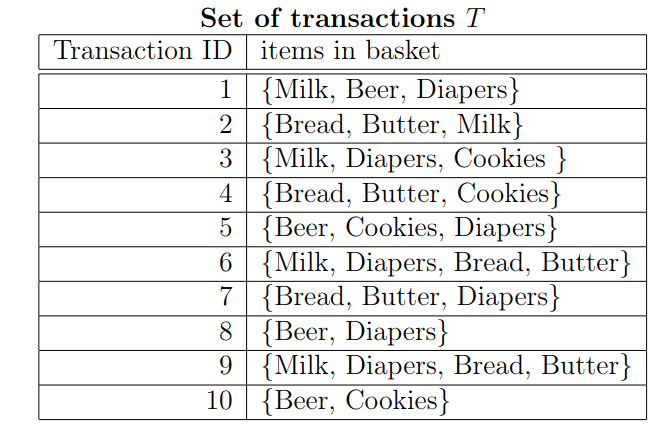 Set of transactions T
Transaction ID items in basket
1 {Milk, Beer, Diapers}
2 {Bread, Butter, Milk}
3 {Milk, Diapers, Cookies }
4 {Bread, Butter, Cookies}
5 {Beer, Cookies, Diapers}
6 {Milk, Diapers, Bread, Butter}
7 {Bread, Butter, Diapers}
8 {Beer, Diapers}
9 {Milk, Diapers, Bread, Butter}
10 {Beer, Cookies}